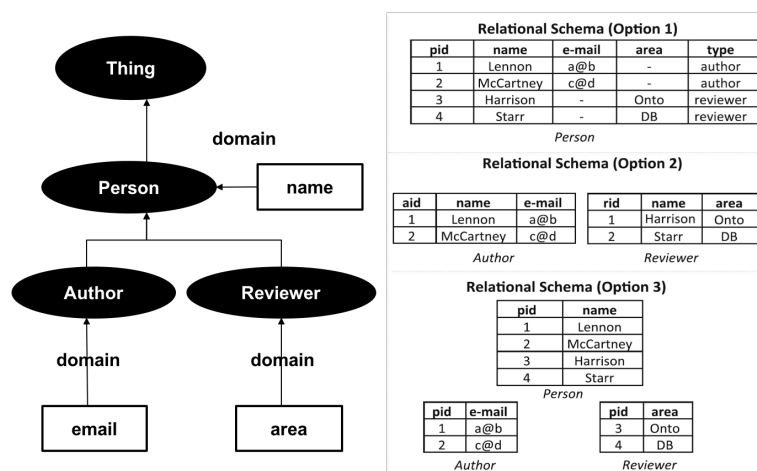 Thing
domain
Person
name
Author
Reviewer
domain
domain
email
area
Relational Schema (Option 1)
pid name e-mail area type
1 Lennon a@b - author
2 McCartney c@d - author
3 Harrison - Onto reviewer
4 Starr - DB reviewer
Person
Relational Schema (Option 2)
aid name e-mail
1 Lennon a@b
2 McCartney c@d
Author
rid name area
1 Harrison Onto
2 Starr DB
Reviewer
Relational Schema (Option 3)
pid name
1 Lennon
2 McCartney
3 Harrison
4 Starr
Person
pid e-mail
1 a@b
2 c@d
Author
pid area
3 Onto
4 DB
Reviewer